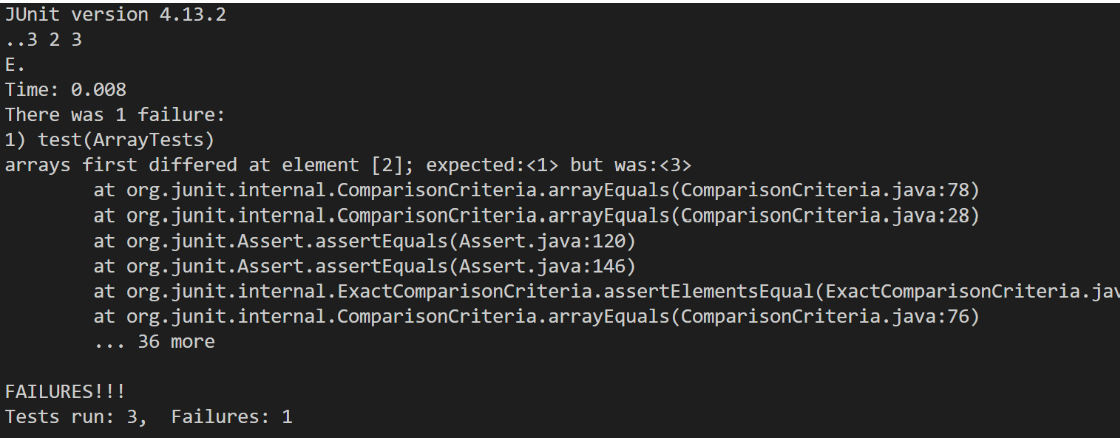 JUnit version 4.13.2
..3 2 3
E.
Time: 0.008
There was 1 failure:
1) test(ArrayTests)
arrays first differed at element [2]; expected:<1> but was:<3>
        at org.junit.internal.ComparisonCriteria.arrayEquals(ComparisonCriteria.java:78)
        at org.junit.internal.ComparisonCriteria.arrayEquals(ComparisonCriteria.java:28)
        at org.junit.Assert.assertEquals(Assert.java:120)
        at org.junit.Assert.assertEquals(Assert.java:146)
        at org.junit.internal.ExactComparisonCriteria.assertElementsEqual(ExactComparisonCriteria.jav
        at org.junit.internal.ComparisonCriteria.arrayEquals(ComparisonCriteria.java:76)
        ... 36 more
FAILURES!!!
Tests run: 3,  Failures: 1